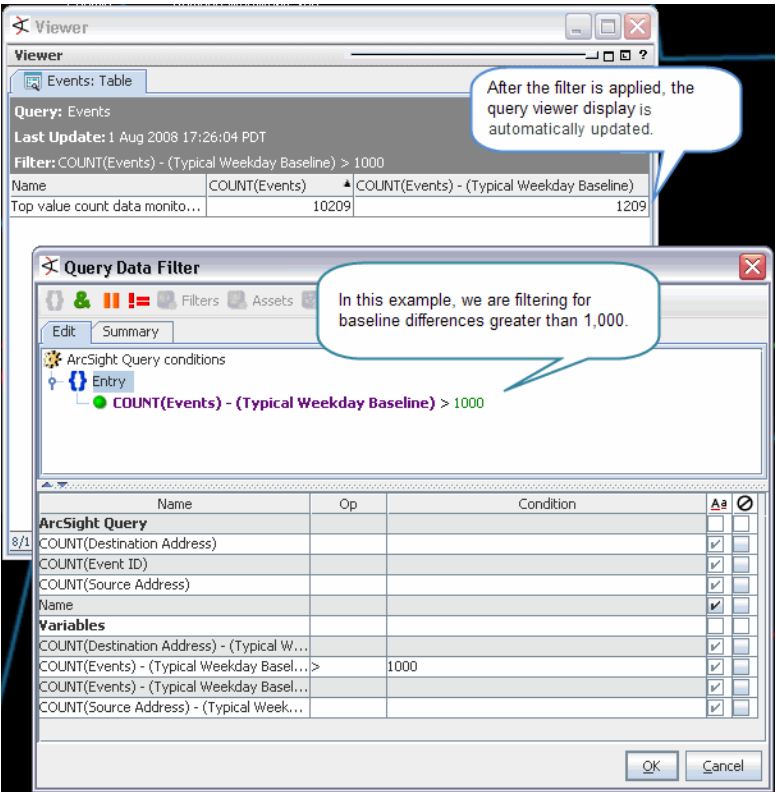 Viewer
Viewer
?
Events: Table
Query: Events
Last Update: 1 Aug 2008 17:26:04 PDT
Filter: COUNT(Events) - (Typical Weekday Baseline) > 1000
After the filter is applied, the
query viewer display is
automatically updated.
Name COUNT(Events) COUNT(Events) - (Typical Weekday Baseline)
Top value count data monito... 10209 1209
Query Data Filter
& != Filters Assets
In this example, we are filtering for
baseline differences greater than 1,000.
Edit Summary
ArcSight Query conditions
Entry
COUNT(Events) - (Typical Weekday Baseline) > 1000
Name Op Condition Aa
ArcSight Query
8/1
COUNT(Destination Address)
COUNT(Event ID)
COUNT(Source Address)
Name
Variables
COUNT(Destination Address) - (Typical W...
COUNT(Events) - (Typical Weekday Basel... > 1000
COUNT(Events) - (Typical Weekday Basel...
COUNT(Source Address) - (Typical Week...
OK Cancel